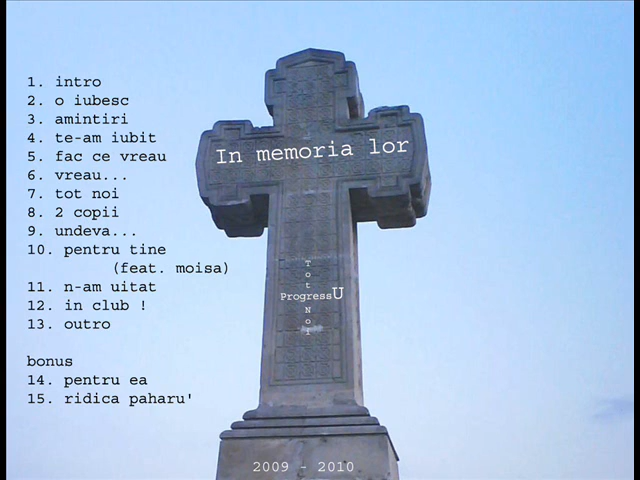 1. intro
2. o iubesc
3. amintiri
4. te-am iubit
5. fac ce vreau
6. vreau...
7. tot noi
8. 2 copii
9. undeva...
10. pentru tine
(feat. moisa)
11. n-am uitat
12. in club !
13. outro
bonus
14. pentru ea
15. ridica paharu'
In memoria lor
Tot
ProgressU
NoI
2009 - 2010